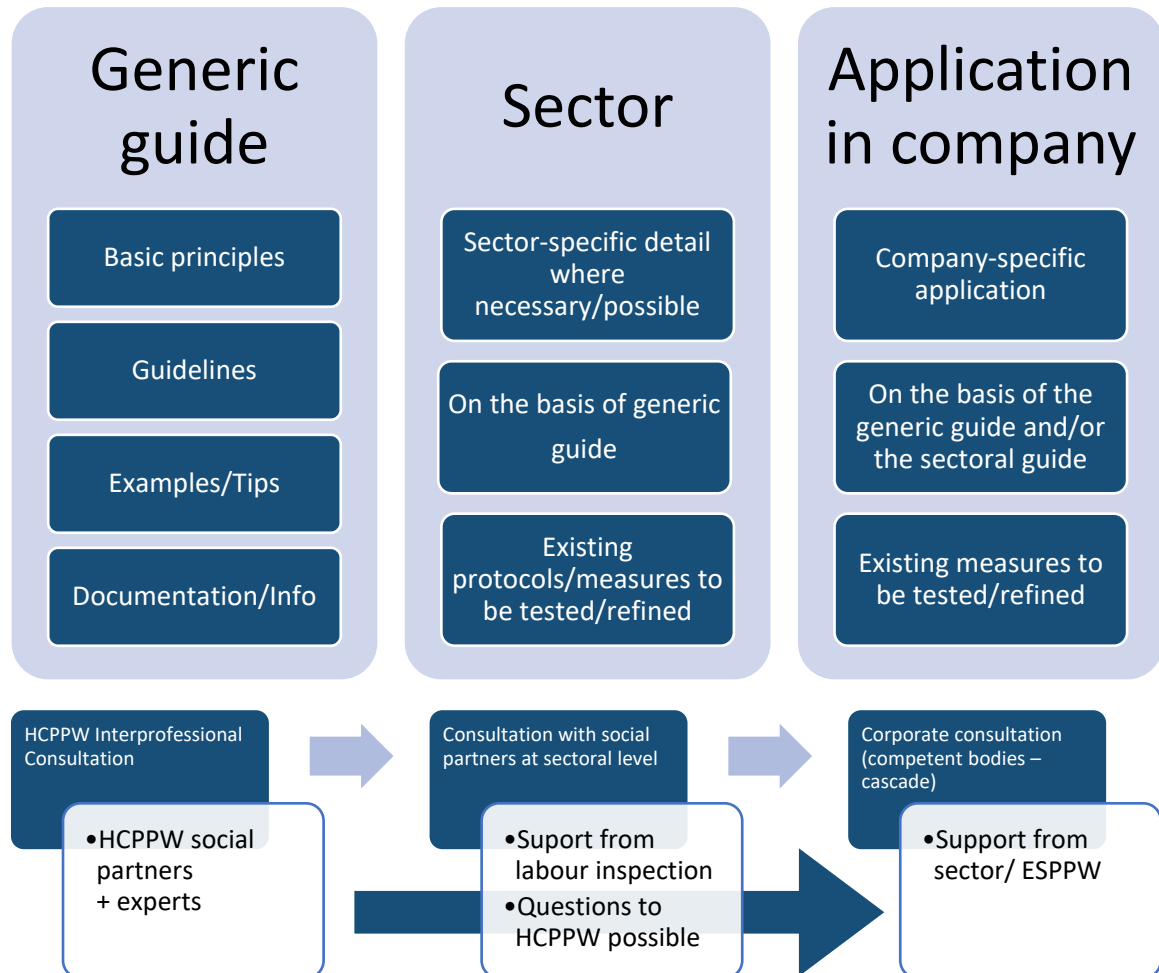 Generic
guide
Basic principles
Guidelines
Examples/Tips
Documentation/Info
Sector
Sector-specific detail
where
necessary/possible
On the basis of generic
guide
Existing
protocols/measures to
be tested/refined
Application
in company
Company-specific
application
On the basis of the
generic guide and/or
the sectoral guide
Existing measures to
be tested/refined
HCPPW Interprofessional
Consultation
•HCPPW social
partners
+ experts
Consultation with social
partners at sectoral level
•Suport from
labour inspection
•Questions to
HCPPW possible
Corporate consultation
(competent bodies –
cascade)
•Support from
sector/ ESPPW